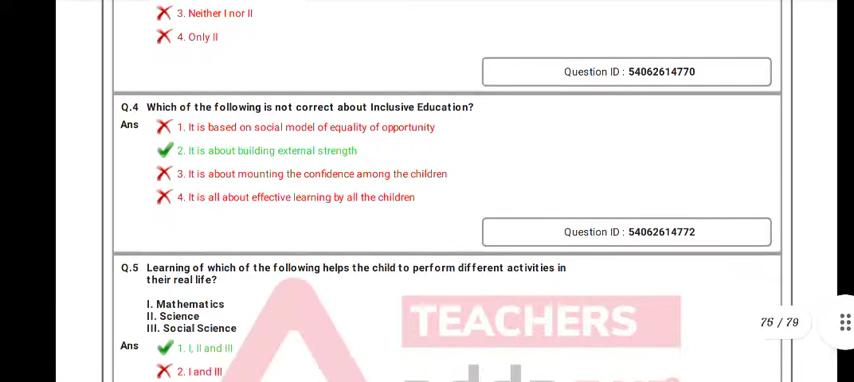 3. Neither I nor II
4. Only II
Question ID : 54062614770
Q.4 Which of the following is not correct about Inclusive Education?
Ans 1. It is based on social model of equality of opportunity
2. It is about building external strength
3. It is about mounting the confidence among the children
4. It is all about effective learning by all the children
Question ID : 54062614772
Q.5 Learning of which of the following helps the child to perform different activities in
their real life?
I. Mathematics
II. Science
III. Social Science
Ans 1. I, II and III
2. I and III
TEACHERS
75 / 79